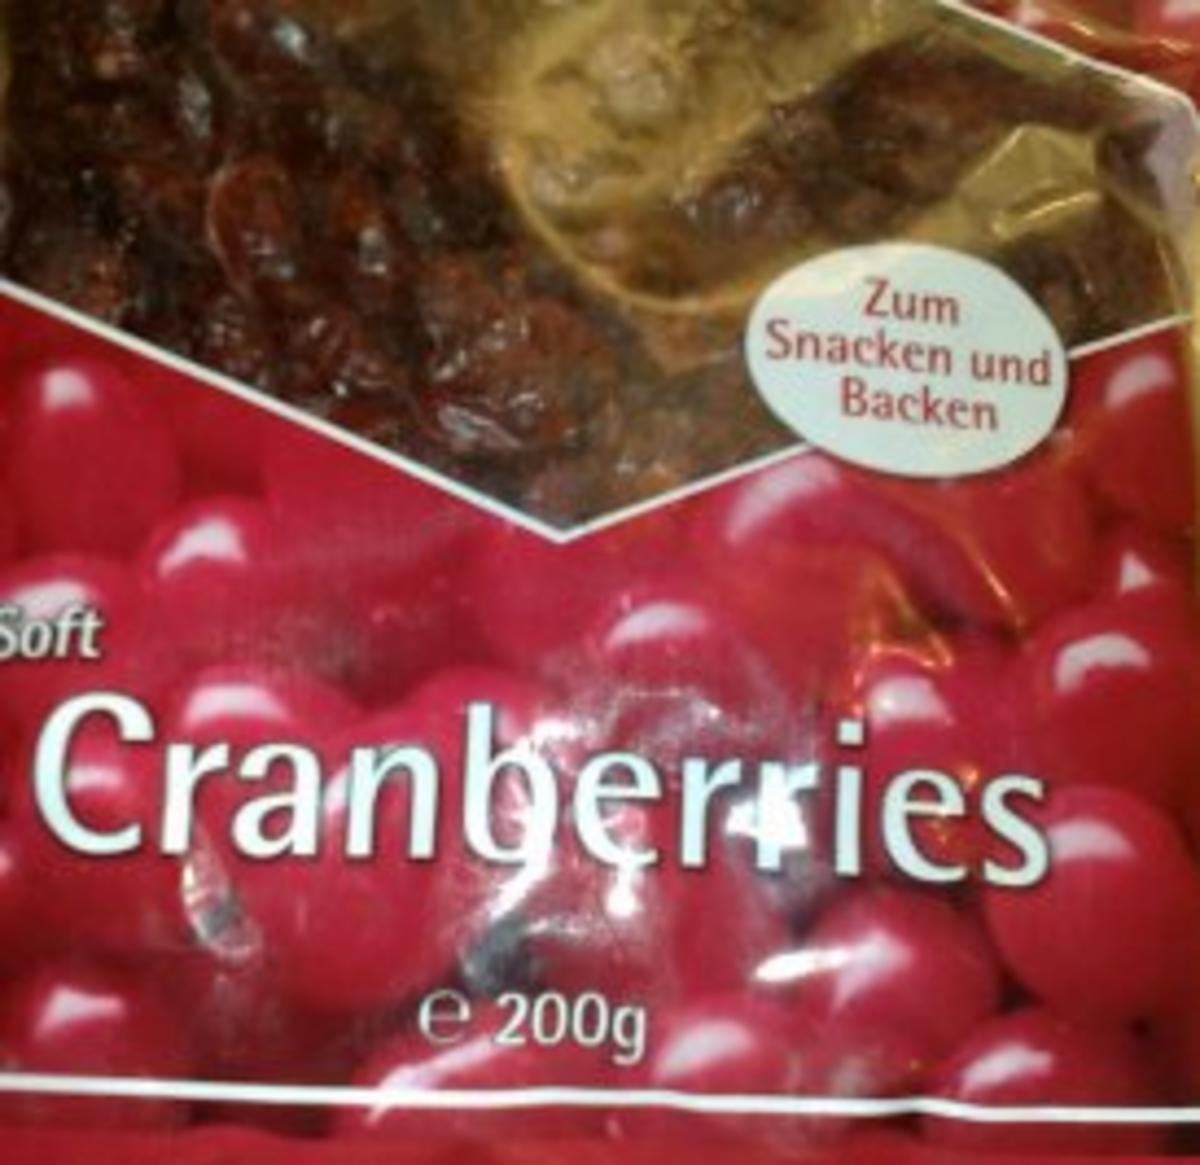 Zum
Snacken und
Backen
Soft
Cranberries
℮ 200g